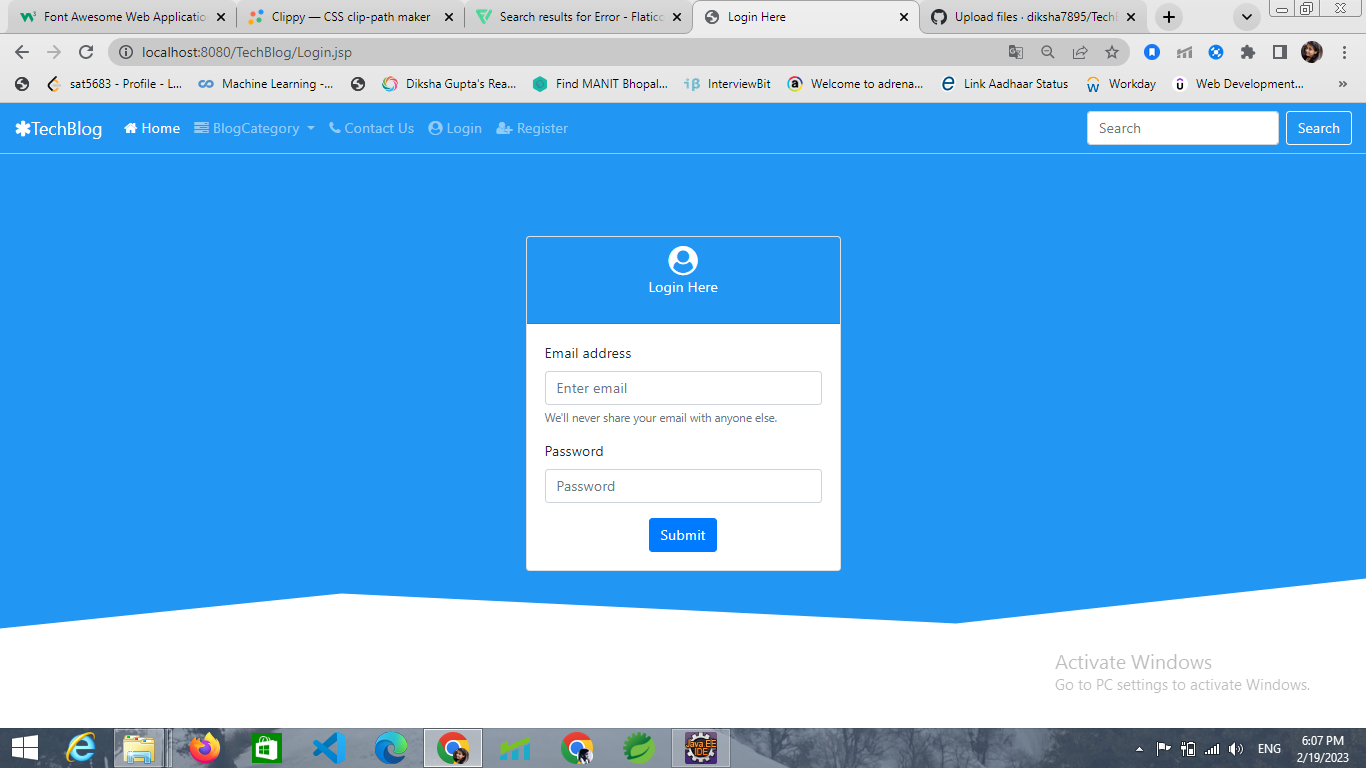 Font Awesome Web Applicatio
Clippy — CSS clip-path maker
Search results for Error - Flatico
Login Here
Upload files · diksha7895/TechB
localhost:8080/TechBlog/Login.jsp
sat5683 - Profile - L...
Machine Learning -...
Diksha Gupta's Rea...
Find MANIT Bhopal...
InterviewBit
Welcome to adrena...
Link Aadhaar Status
Workday
Web Development...
»
TechBlog
Home
BlogCategory
Contact Us
Login
Register
Search
Search
Login Here
Email address
Enter email
We'll never share your email with anyone else.
Password
Password
Submit
Activate Windows
Go to PC settings to activate Windows.
Java EE
IDE
ENG
6:07 PM
2/19/2023